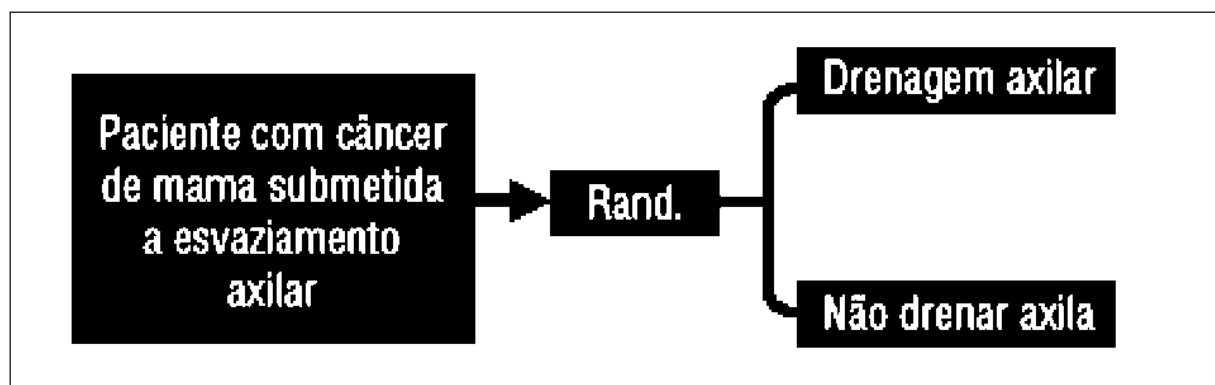 Paciente com câncer
de mama submetida
a esvaziamento
axilar
Rand.
Drenagem axilar
Não drenar axila